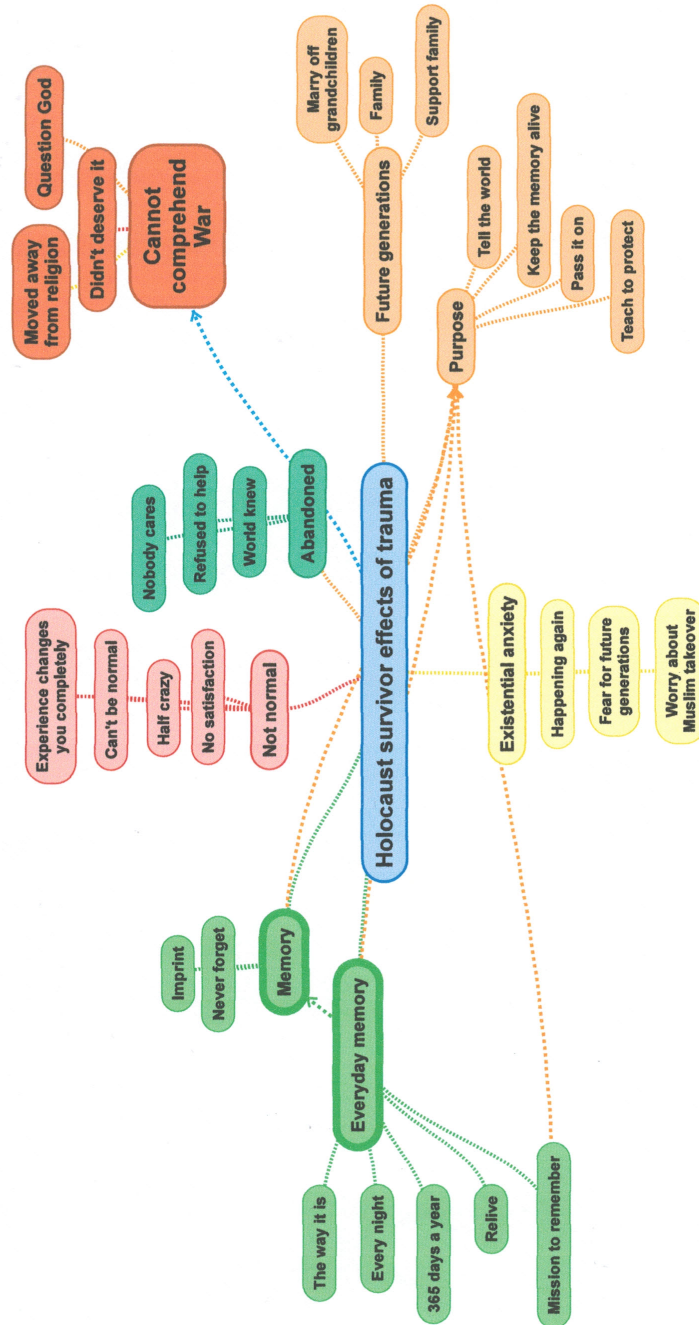 Imprint
Never forget
Memory
Everyday memory
The way it is
Every night
365 days a year
Relive
Mission to remember
Experience changes
you completely
Can't be normal
Half crazy
No satisfaction
Not normal
Nobody cares
Refused to help
World knew
Abandoned
Moved away
from religion
Question God
Didn't deserve it
Cannot
comprehend
War
Holocaust survivor effects of trauma
Existential anxiety
Happening again
Fear for future
generations
Worry about
Muslim takeover
Future generations
Marry off
grandchildren
Family
Support family
Purpose
Tell the world
Keep the memory alive
Pass it on
Teach to protect